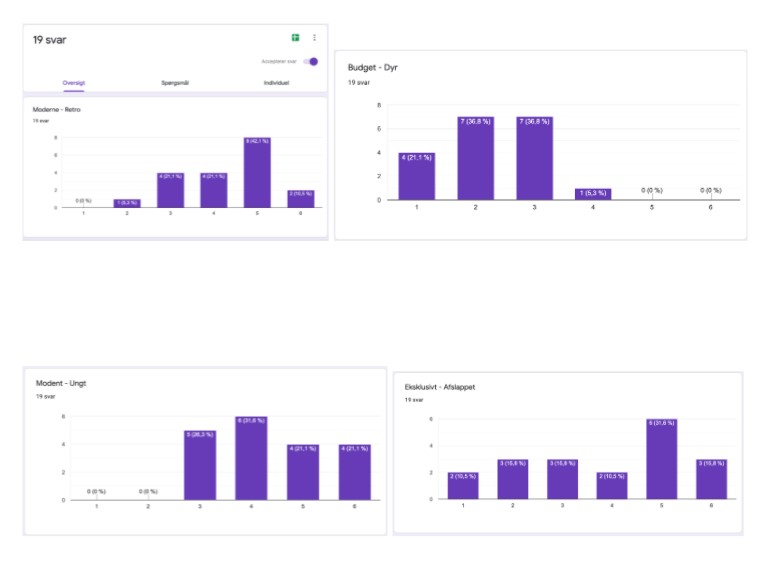 19 svar
Accepterer svar
Oversigt Spørgsmål Individuel
Moderne - Retro
19 svar
8
6
4
2
0
0 (0 %) 1 (5,3 %) 4 (21,1 %) 4 (21,1 %) 8 (42,1 %) 2 (10,5 %)
1 2 3 4 5 6
Budget - Dyr
19 svar
8
6
4
2
0
4 (21,1 %) 7 (36,8 %) 7 (36,8 %) 1 (5,3 %) 0 (0 %) 0 (0 %)
1 2 3 4 5 6
Modent - Ungt
19 svar
6
4
2
0
0 (0 %) 0 (0 %) 5 (26,3 %) 6 (31,6 %) 4 (21,1 %) 4 (21,1 %)
1 2 3 4 5 6
Eksklusivt - Afslappet
19 svar
6
4
2
0
2 (10,5 %) 3 (15,8 %) 3 (15,8 %) 2 (10,5 %) 6 (31,6 %) 3 (15,8 %)
1 2 3 4 5 6